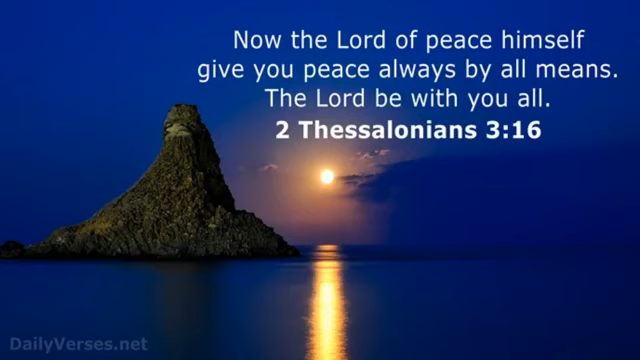 Now the Lord of peace himself
give you peace always by all means.
The Lord be with you all.
2 Thessalonians 3:16
DailyVerses.net